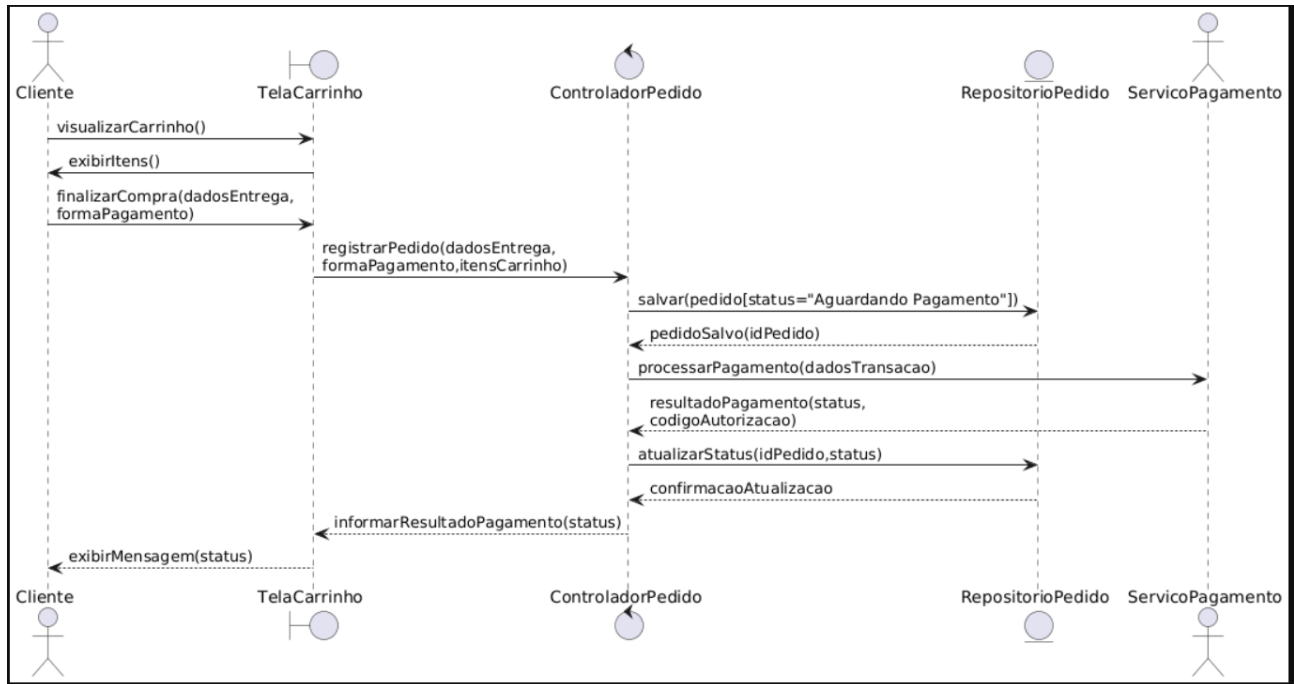 Cliente
TelaCarrinho
ControladorPedido
RepositorioPedido
ServicoPagamento
visualizarCarrinho()
exibirItens()
finalizarCompra(dadosEntrega,
formaPagamento)
registrarPedido(dadosEntrega,
formaPagamento,itensCarrinho)
salvar(pedido[status="Aguardando Pagamento"])
pedidoSalvo(idPedido)
processarPagamento(dadosTransacao)
resultadoPagamento(status,
codigoAutorizacao)
atualizarStatus(idPedido,status)
confirmacaoAtualizacao
informarResultadoPagamento(status)
exibirMensagem(status)
Cliente
TelaCarrinho
ControladorPedido
RepositorioPedido
ServicoPagamento